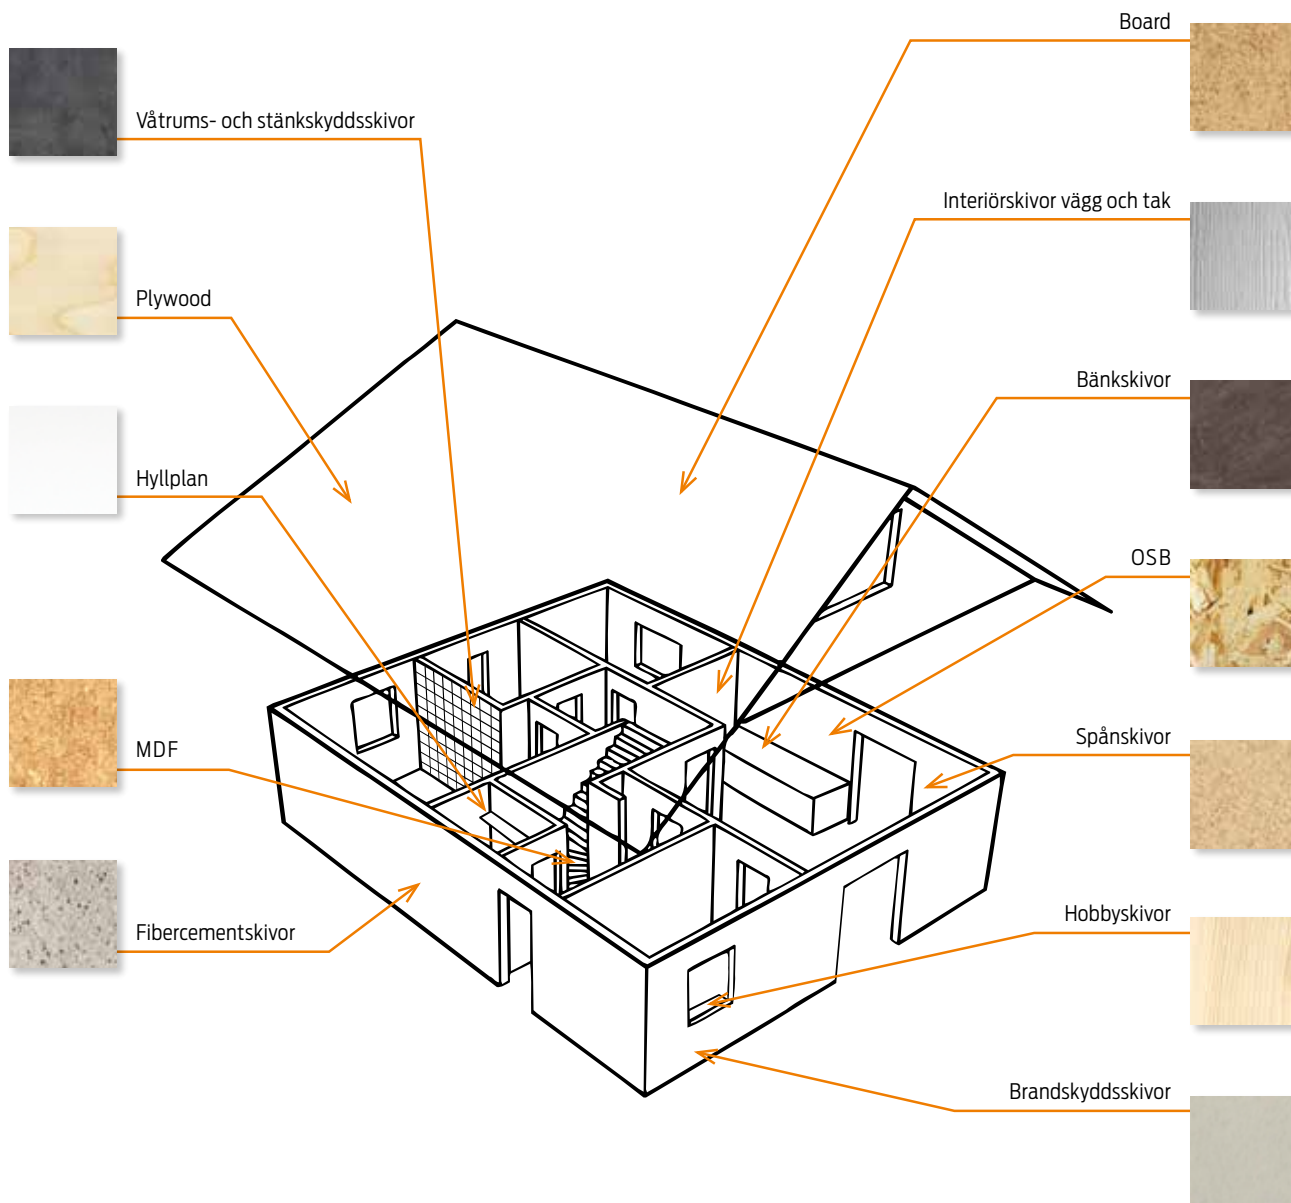 Board
Våtrums- och stänkskyddsskivor
Interiörskivor vägg och tak
Plywood
Bänkskivor
Hyllplan
OSB
Spånskivor
MDF
Hobbyskivor
Fibercementskivor
Brandskyddsskivor